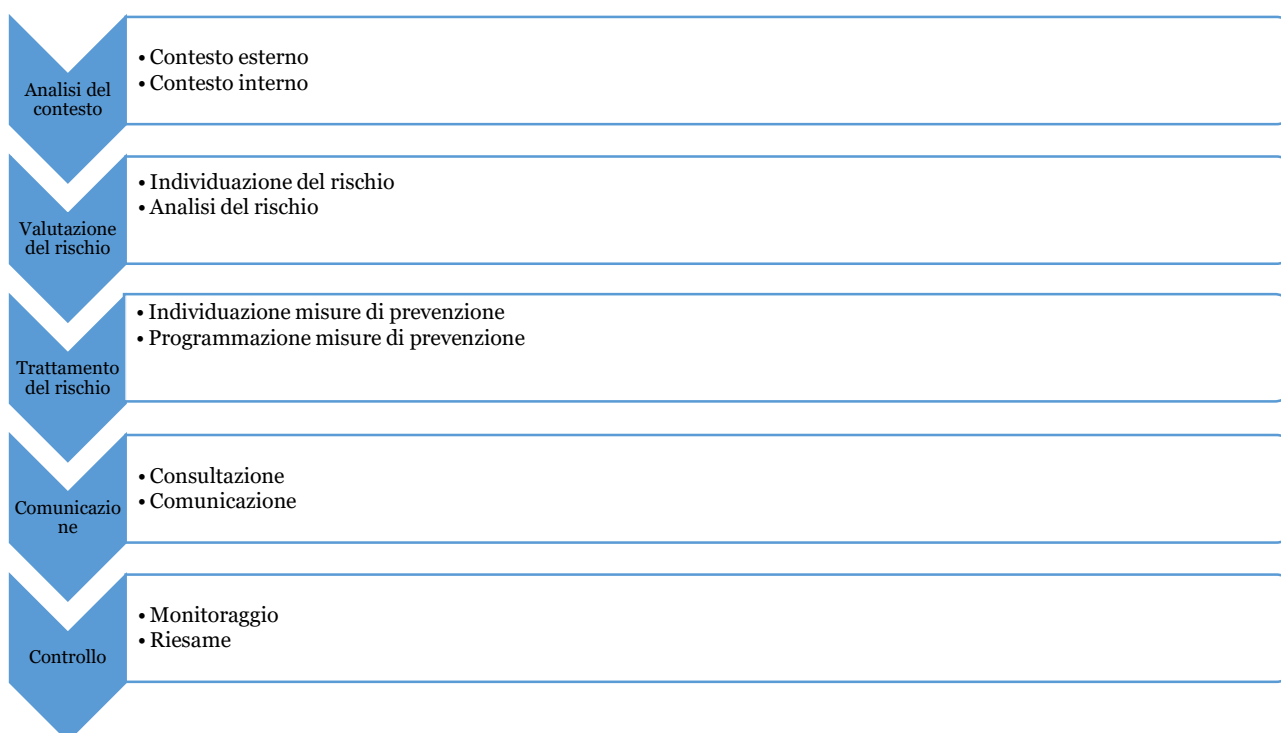 Analisi del
contesto
• Contesto esterno
• Contesto interno
Valutazione
del rischio
• Individuazione del rischio
• Analisi del rischio
Trattamento
del rischio
• Individuazione misure di prevenzione
• Programmazione misure di prevenzione
Comunicazio
ne
• Consultazione
• Comunicazione
Controllo
• Monitoraggio
• Riesame